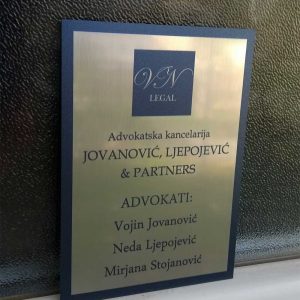 VN
LEGAL
Advokatska kancelarija
JOVANOVIĆ, LJEPOJEVIĆ
& PARTNERS
ADVOKATI:
Vojin Jovanović
Neda Ljepojević
Mirjana Stojanović